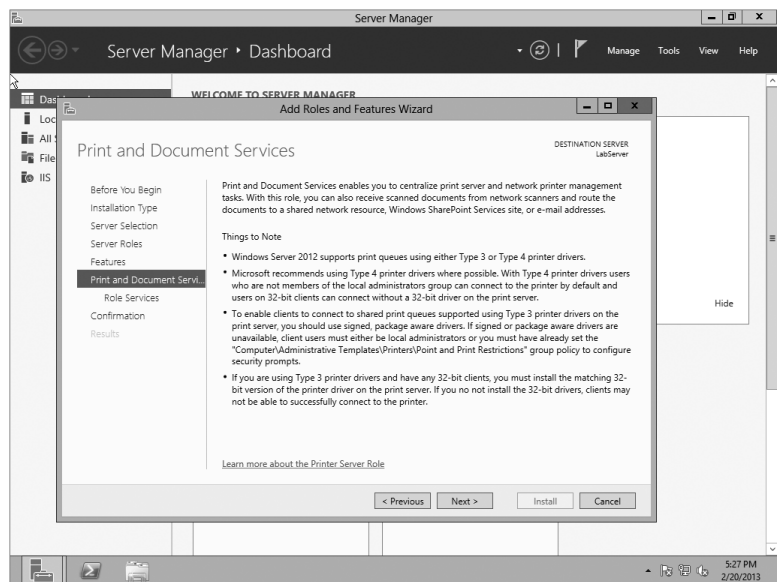 Server Manager
Server Manager • Dashboard
Manage Tools View Help
WELCOME TO SERVER MANAGER
Loc
All
File
IIS
Hide
Add Roles and Features Wizard
Print and Document Services
DESTINATION SERVER
LabServer
Before You Begin
Installation Type
Server Selection
Server Roles
Features
Print and Document Servi...
Role Services
Confirmation
Results
Print and Document Services enables you to centralize print server and network printer management
tasks. With this role, you can also receive scanned documents from network scanners and route the
documents to a shared network resource, Windows SharePoint Services site, or e-mail addresses.
Things to Note
• Windows Server 2012 supports print queues using either Type 3 or Type 4 printer drivers.
• Microsoft recommends using Type 4 printer drivers where possible. With Type 4 printer drivers users
who are not members of the local administrators group can connect to the printer by default and
users on 32-bit clients can connect without a 32-bit driver on the print server.
• To enable clients to connect to shared print queues supported using Type 3 printer drivers on the
print server, you should use signed, package aware drivers. If signed or package aware drivers are
unavailable, client users must either be local administrators or you must have already set the
"Computer\Administrative Templates\Printers\Point and Print Restrictions" group policy to configure
security prompts.
• If you are using Type 3 printer drivers and have any 32-bit clients, you must install the matching 32-
bit version of the printer driver on the print server. If you no not install the 32-bit drivers, clients may
not be able to successfully connect to the printer.
Learn more about the Printer Server Role
< Previous Next > Install Cancel
5:27 PM
2/20/2013